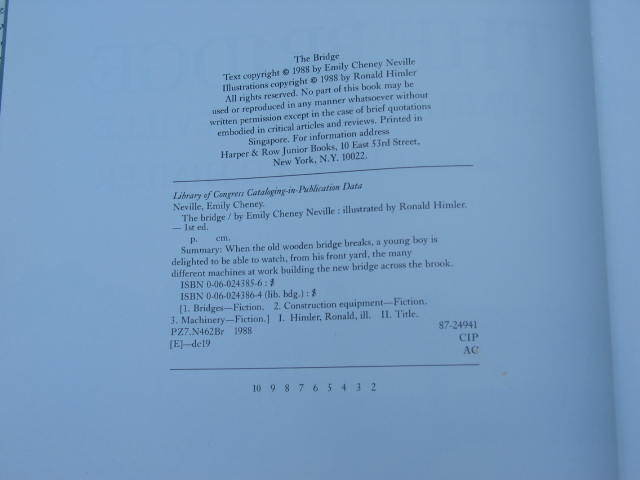 The Bridge
Text copyright © 1988 by Emily Cheney Neville
Illustrations copyright © 1988 by Ronald Himler
All rights reserved. No part of this book may be
used or reproduced in any manner whatsoever without
written permission except in the case of brief quotations
embodied in critical articles and reviews. Printed in
Singapore. For information address
Harper & Row Junior Books, 10 East 53rd Street,
New York, N.Y. 10022.
Library of Congress Cataloging-in-Publication Data
Neville, Emily Cheney.
The bridge / by Emily Cheney Neville : illustrated by Ronald Himler.
— 1st ed.
p. cm.
Summary: When the old wooden bridge breaks, a young boy is
delighted to be able to watch, from his front yard, the many
different machines at work building the new bridge across the brook.
ISBN 0-06-024385-6 : $
ISBN 0-06-024386-4 (lib. bdg.) : $
[1. Bridges—Fiction. 2. Construction equipment—Fiction.
3. Machinery—Fiction.] I. Himler, Ronald, ill. II. Title.
PZ7.N462Br 1988
[E]—dc19
87-24941
CIP
AC
10 9 8 7 6 5 4 3 2